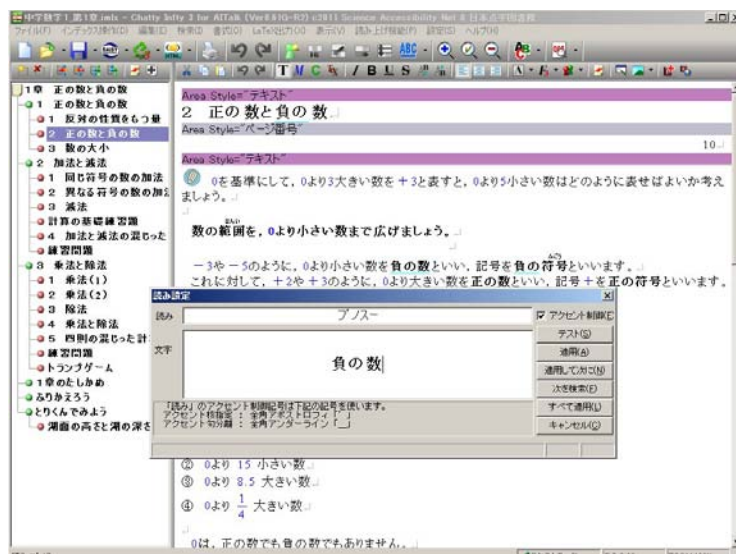 中学数学1_第1章.imlx - Chatty Infty 3 for AITalk
ファイル(F) インデックス操作(O) 編集(E) 検索(S) 書式(O) LaTeX出力(X) 表示(V) 読み上げ機能(P) 設定(S) ヘルプ(H)
1章 正の数と負の数
1 正の数と負の数
1 反対の性質をもつ量
2 正の数と負の数
3 数の大小
2 加法と減法
1 同じ符号の数の加法
2 異なる符号の数の加
3 減法
計算の基礎練習題
4 加法と減法の混じった
練習問題
3 乗法と除法
1 乗法(1)
2 乗法(2)
3 除法
4 乗法と除法
5 四則の混じった計
練習問題
トランプゲーム
1章のたしかめ
ふりかえろう
とりくんでみよう
湖面の高さと湖の深さ
Area Style="テキスト"
2 正の数と負の数
Area Style="ページ番号"
10
Area Style="テキスト"
0を基準にして,0より3大きい数を+3と表すと,0より5小さい数はどのように表せばよいか考え
ましょう。
数の範囲を,0より小さい数まで広げましょう。
-3や-5のように,0より小さい数を負の数といい,記号-を負の符号といいます。
これに対して,+2や+3のように,0より大きい数を正の数といい,記号+を正の符号といいます。
読み設定
読み プノスー
アクセント制御(E)
文字 負の数
テスト(S)
適用(A)
適用して次に(N)
次を検索(F)
すべて適用(L)
キャンセル(C)
「読み」のアクセント制御記号は下記の記号を使います。
アクセント核指定 : 全角アポストロフィ「’」
アクセント句分離 : 全角アンダーライン「_」
② 0より 15 小さい数
③ 0より 8.5 大きい数
④ 0より 1/4 大きい数
0は,正の数でも負の数でもありません。